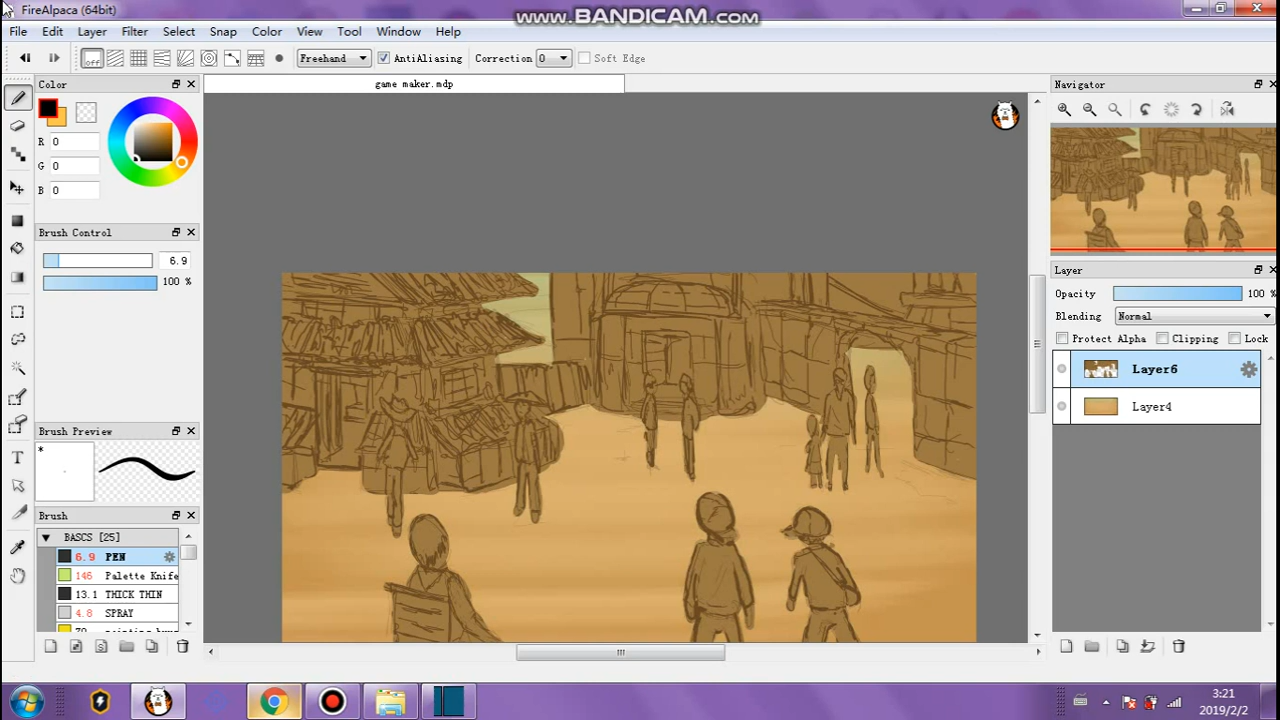 FireAlpaca (64bit)
www.BANDICAM.com
File Edit Layer Filter Select Snap Color View Tool Window Help
off Freehand AntiAliasing Correction 0 Soft Edge
Color
game maker.mdp
Navigator
R 0
G 0
B 0
Brush Control
6.9
100 %
Layer
Opacity 100 %
Blending Normal
Protect Alpha Clipping Lock
Layer6
Layer4
Brush Preview
*
Brush
BASCS [25]
6.9 PEN
146 Palette Knife
13.1 THICK THIN
4.8 SPRAY
T
3:21
2019/2/2